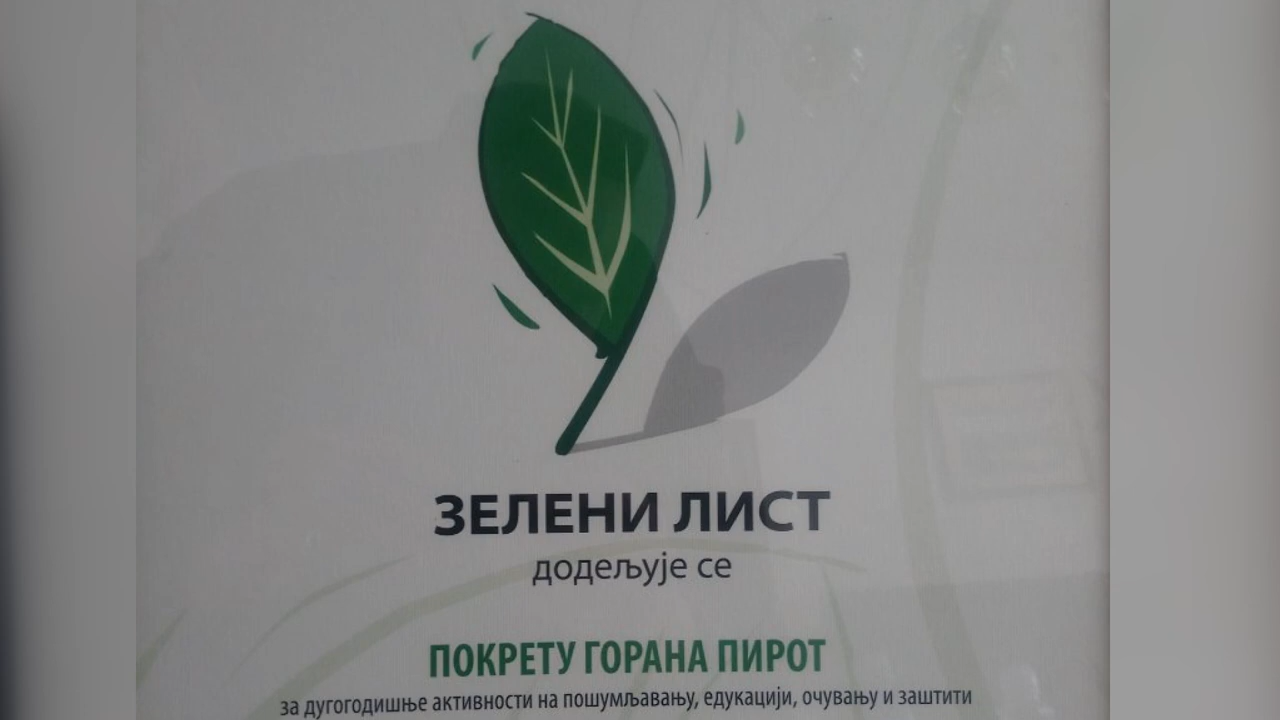 ЗЕЛЕНИ ЛИСТ
додељује се
ПОКРЕТУ ГОРАНА ПИРОТ
за дугогодишње активности на пошумљавању, едукацији, очувању и заштити